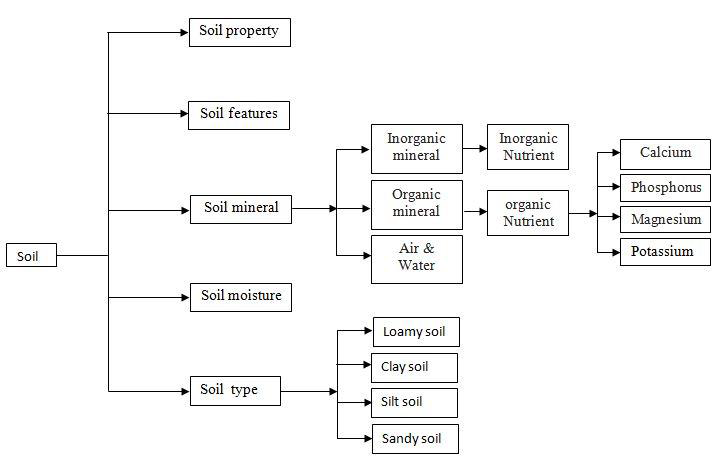 Soil
Soil property
Soil features
Soil mineral
Soil moisture
Soil type
Inorganic
mineral
Organic
mineral
Air &
Water
Inorganic
Nutrient
organic
Nutrient
Calcium
Phosphorus
Magnesium
Potassium
Loamy soil
Clay soil
Silt soil
Sandy soil